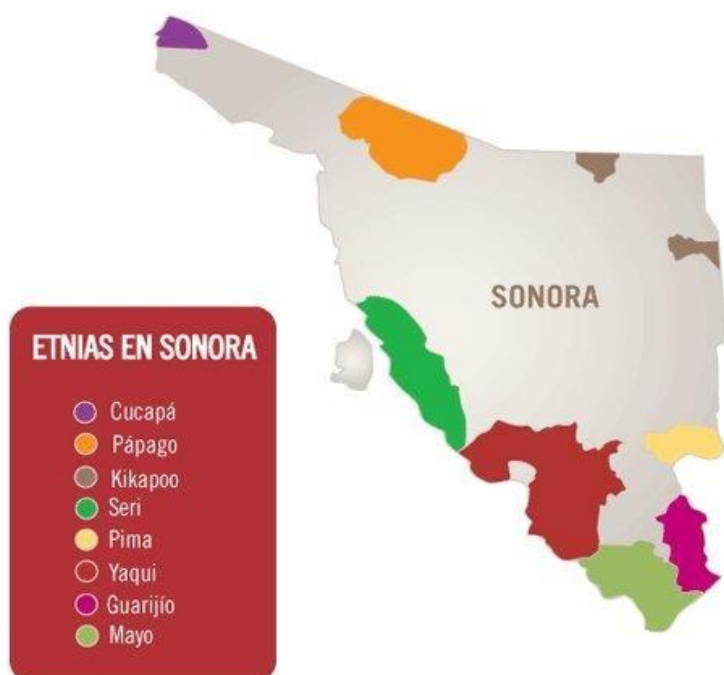 SONORA
ETNIAS EN SONORA
Cucapá
Pápago
Kikapoo
Seri
Pima
Yaqui
Guarijío
Mayo